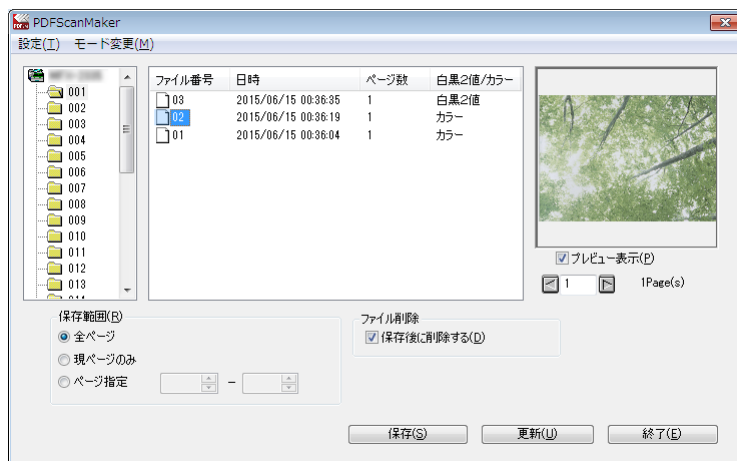 PDFScanMaker
設定(T) モード変更(M)
001
002
003
004
005
006
007
008
009
010
011
012
013
014
ファイル番号 日時 ページ数 白黒2値/カラー
03 2015/06/15 00:36:35 1 白黒2値
02 2015/06/15 00:36:19 1 カラー
01 2015/06/15 00:36:04 1 カラー
プレビュー表示(P)
1 1Page(s)
保存範囲(R)
全ページ
現ページのみ
ページ指定 -
ファイル削除
保存後に削除する(D)
保存(S) 更新(U) 終了(E)